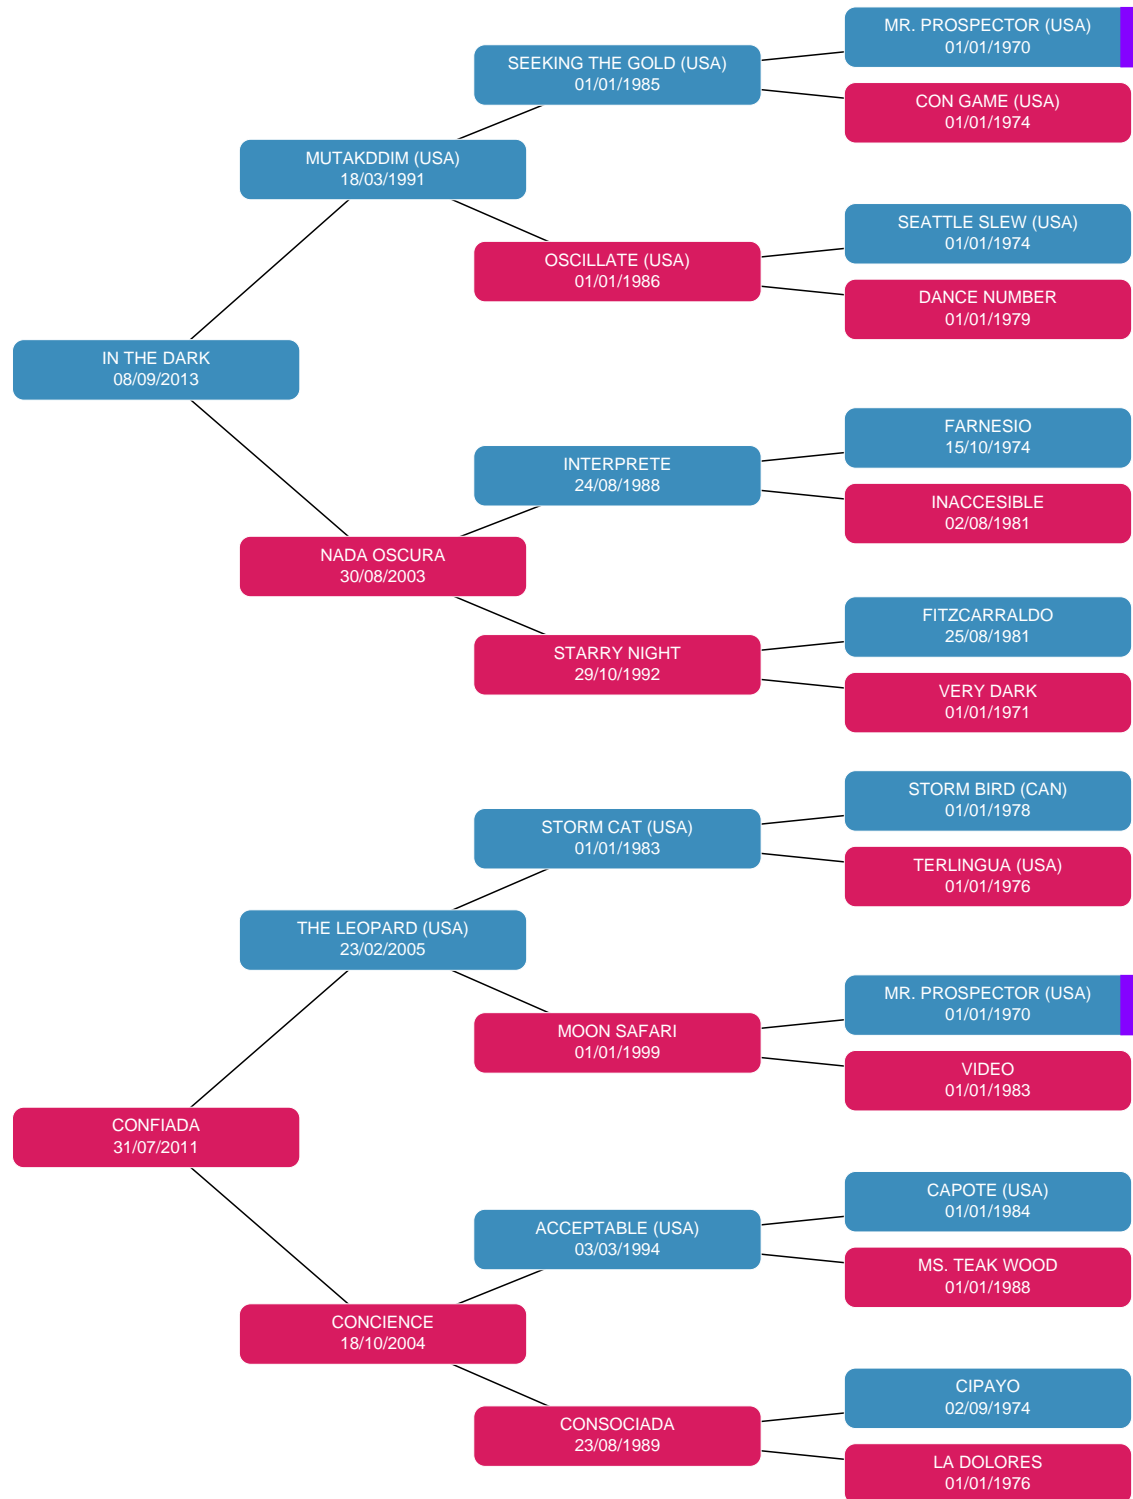 MR. PROSPECTOR (USA)
01/01/1970
SEEKING THE GOLD (USA)
01/01/1985
CON GAME (USA)
01/01/1974
MUTAKDDIM (USA)
18/03/1991
SEATTLE SLEW (USA)
01/01/1974
OSCILLATE (USA)
01/01/1986
DANCE NUMBER
01/01/1979
IN THE DARK
08/09/2013
FARNESIO
15/10/1974
INTERPRETE
24/08/1988
INACCESIBLE
02/08/1981
NADA OSCURA
30/08/2003
FITZCARRALDO
25/08/1981
STARRY NIGHT
29/10/1992
VERY DARK
01/01/1971
STORM BIRD (CAN)
01/01/1978
STORM CAT (USA)
01/01/1983
TERLINGUA (USA)
01/01/1976
THE LEOPARD (USA)
23/02/2005
MR. PROSPECTOR (USA)
01/01/1970
MOON SAFARI
01/01/1999
VIDEO
01/01/1983
CONFIADA
31/07/2011
CAPOTE (USA)
01/01/1984
ACCEPTABLE (USA)
03/03/1994
MS. TEAK WOOD
01/01/1988
CONCIENCE
18/10/2004
CIPAYO
02/09/1974
CONSOCIADA
23/08/1989
LA DOLORES
01/01/1976